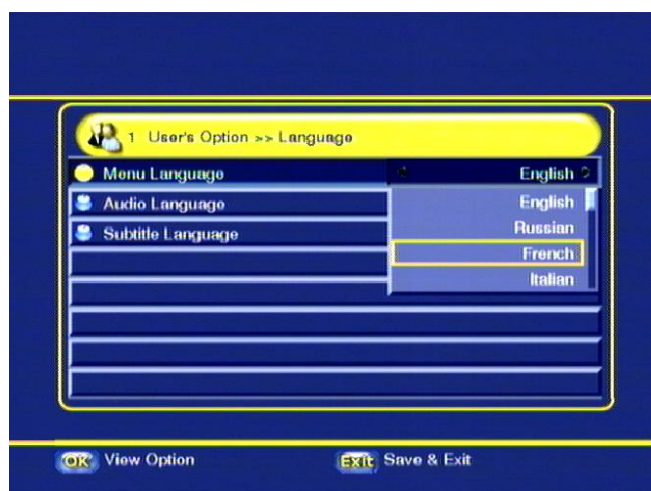 1 User's Option >> Language
Menu Language English
English
Audio Language
Russian
Subtitle Language
French
Italian
OK View Option Exit Save & Exit